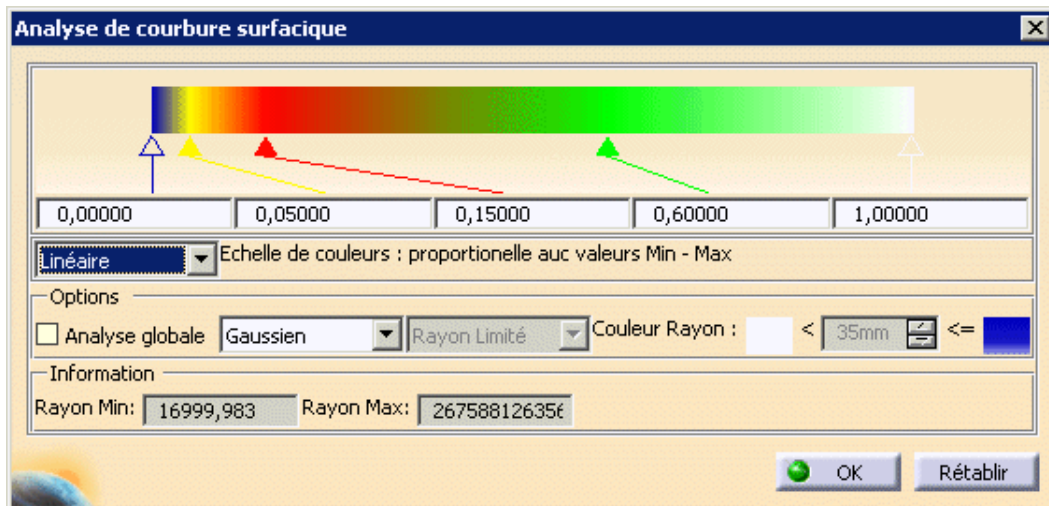 Analyse de courbure surfacique
0,00000 0,05000 0,15000 0,60000 1,00000
Linéaire Echelle de couleurs : proportionelle auc valeurs Min - Max
Options
Analyse globale Gaussien Rayon Limité Couleur Rayon : < 35mm <=
Information
Rayon Min: 16999,983 Rayon Max:
OK Rétablir